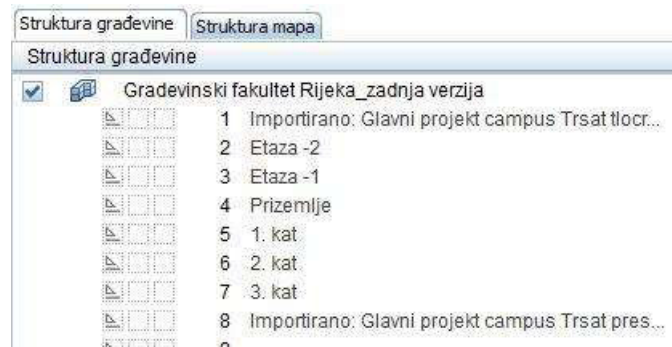 Struktura građevine Struktura mapa
Struktura građevine
Gradevinski fakultet Rijeka_zadnja verzija
1 Importirano: Glavni projekt campus Trsat tlocr...
2 Etaza -2
3 Etaza -1
4 Prizemlje
5 1. kat
6 2. kat
7 3. kat
8 Importirano: Glavni projekt campus Trsat pres...